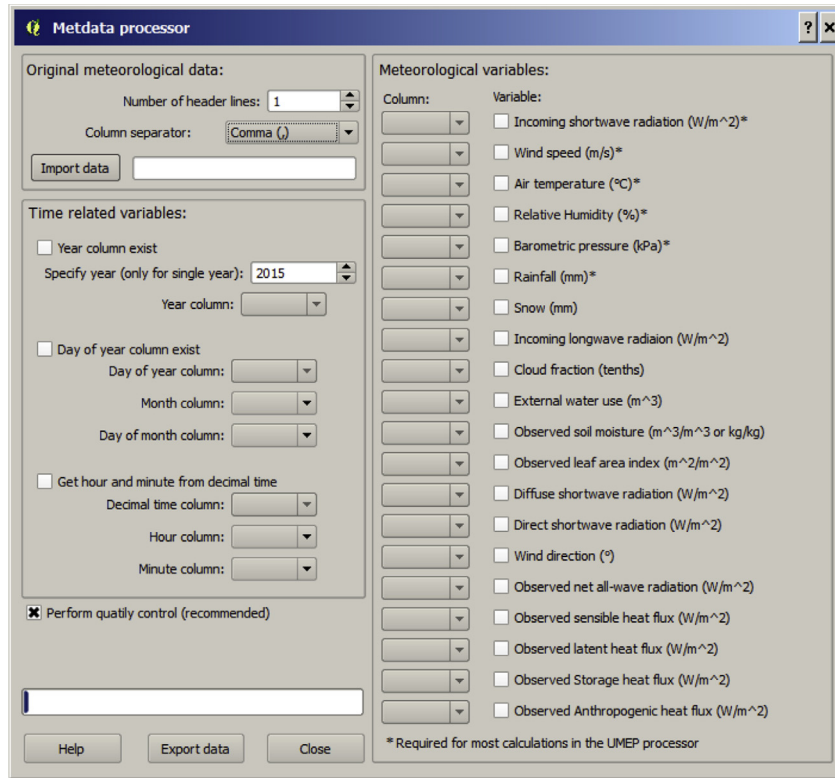 Metdata processor
Original meteorological data:
Number of header lines: 1
Column separator: Comma (,)
Import data
Time related variables:
Year column exist
Specify year (only for single year): 2015
Year column:
Day of year column exist
Day of year column:
Month column:
Day of month column:
Get hour and minute from decimal time
Decimal time column:
Hour column:
Minute column:
Perform quatily control (recommended)
Help Export data Close
Meteorological variables:
Column: Variable:
Incoming shortwave radiation (W/m^2)*
Wind speed (m/s)*
Air temperature (°C)*
Relative Humidity (%)*
Barometric pressure (kPa)*
Rainfall (mm)*
Snow (mm)
Incoming longwave radiaion (W/m^2)
Cloud fraction (tenths)
External water use (m^3)
Observed soil moisture (m^3/m^3 or kg/kg)
Observed leaf area index (m^2/m^2)
Diffuse shortwave radiation (W/m^2)
Direct shortwave radiation (W/m^2)
Wind direction (°)
Observed net all-wave radiation (W/m^2)
Observed sensible heat flux (W/m^2)
Observed latent heat flux (W/m^2)
Observed Storage heat flux (W/m^2)
Observed Anthropogenic heat flux (W/m^2)
* Required for most calculations in the UMEP processor